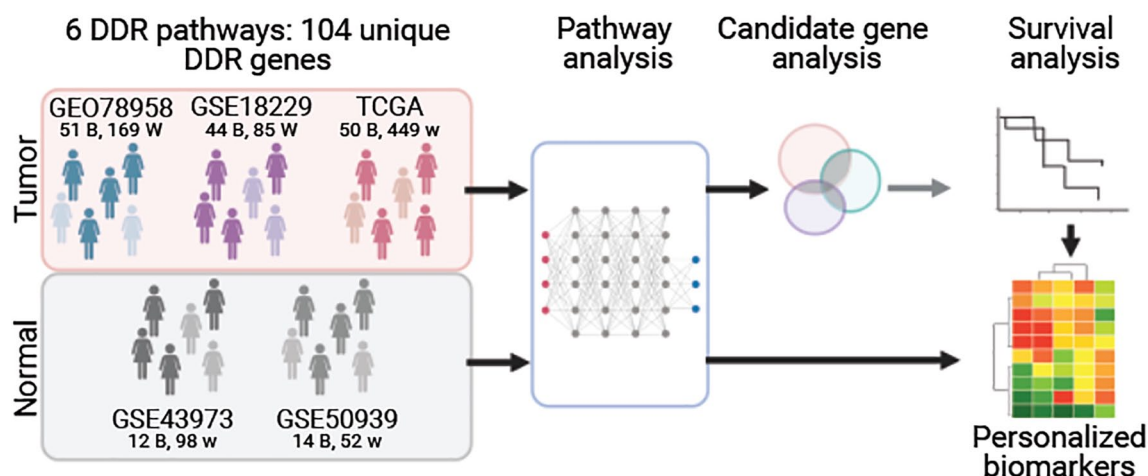 6 DDR pathways: 104 unique
DDR genes
Pathway
analysis
Candidate gene
analysis
Survival
analysis
Tumor
GEO78958
51 B, 169 W
GSE18229
44 B, 85 W
TCGA
50 B, 449 w
Normal
GSE43973
12 B, 98 w
GSE50939
14 B, 52 w
Personalized
biomarkers